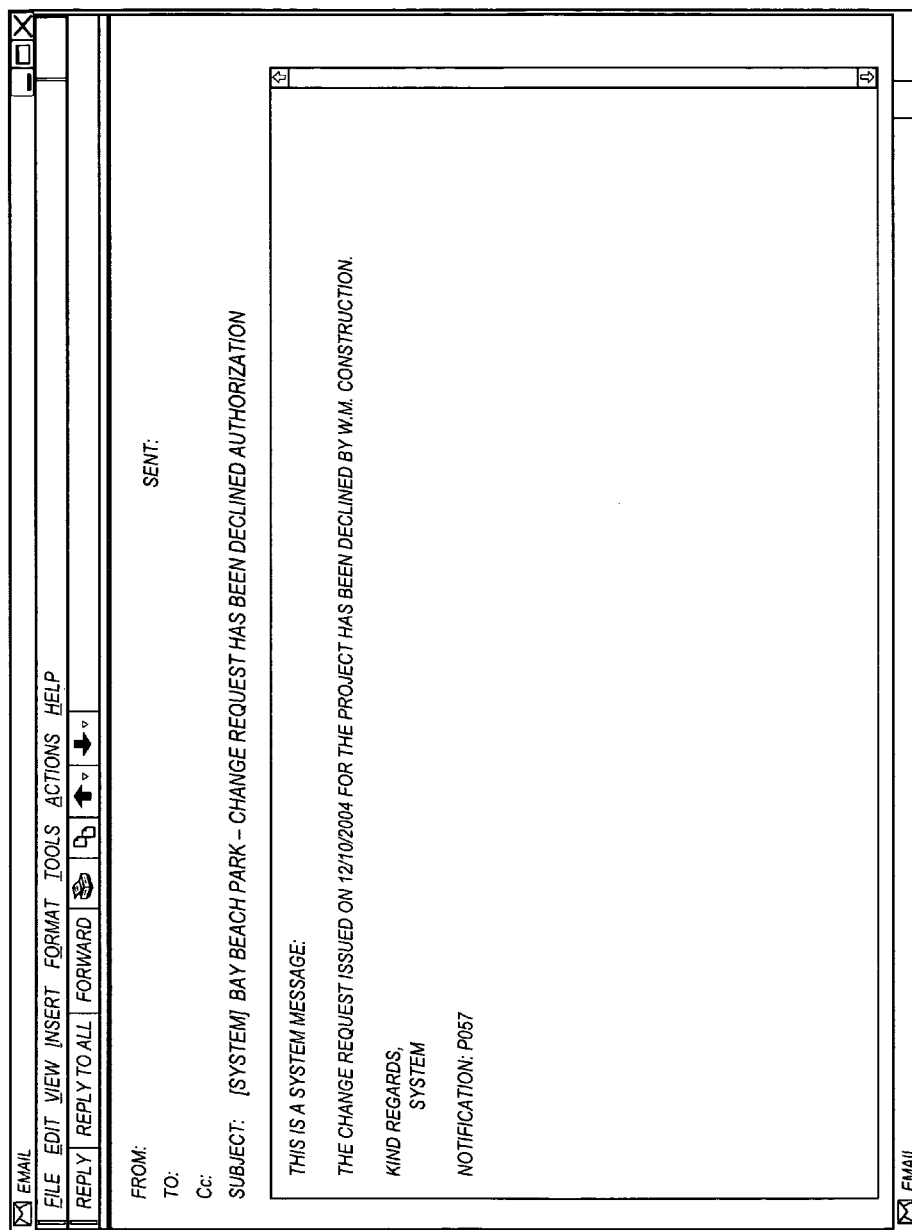 EMAIL
FILE EDIT VIEW INSERT FORMAT TOOLS ACTIONS HELP
REPLY REPLY TO ALL FORWARD
FROM:
SENT:
TO:
Cc:
SUBJECT: [SYSTEM] BAY BEACH PARK – CHANGE REQUEST HAS BEEN DECLINED AUTHORIZATION
THIS IS A SYSTEM MESSAGE:
THE CHANGE REQUEST ISSUED ON 12/10/2004 FOR THE PROJECT HAS BEEN DECLINED BY W.M. CONSTRUCTION.
KIND REGARDS,
SYSTEM
NOTIFICATION: P057
EMAIL